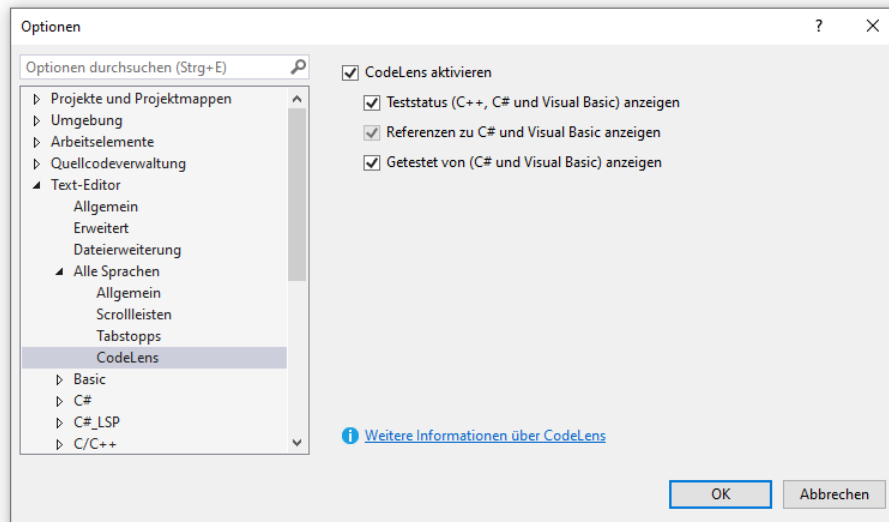 Optionen
?
Optionen durchsuchen (Strg+E)
Projekte und Projektmappen
Umgebung
Arbeitselemente
Quellcodeverwaltung
Text-Editor
Allgemein
Erweitert
Dateierweiterung
Alle Sprachen
Allgemein
Scrollleisten
Tabstopps
CodeLens
Basic
C#
C#_LSP
C/C++
CodeLens aktivieren
Teststatus (C++, C# und Visual Basic) anzeigen
Referenzen zu C# und Visual Basic anzeigen
Getestet von (C# und Visual Basic) anzeigen
Weitere Informationen über CodeLens
OK
Abbrechen